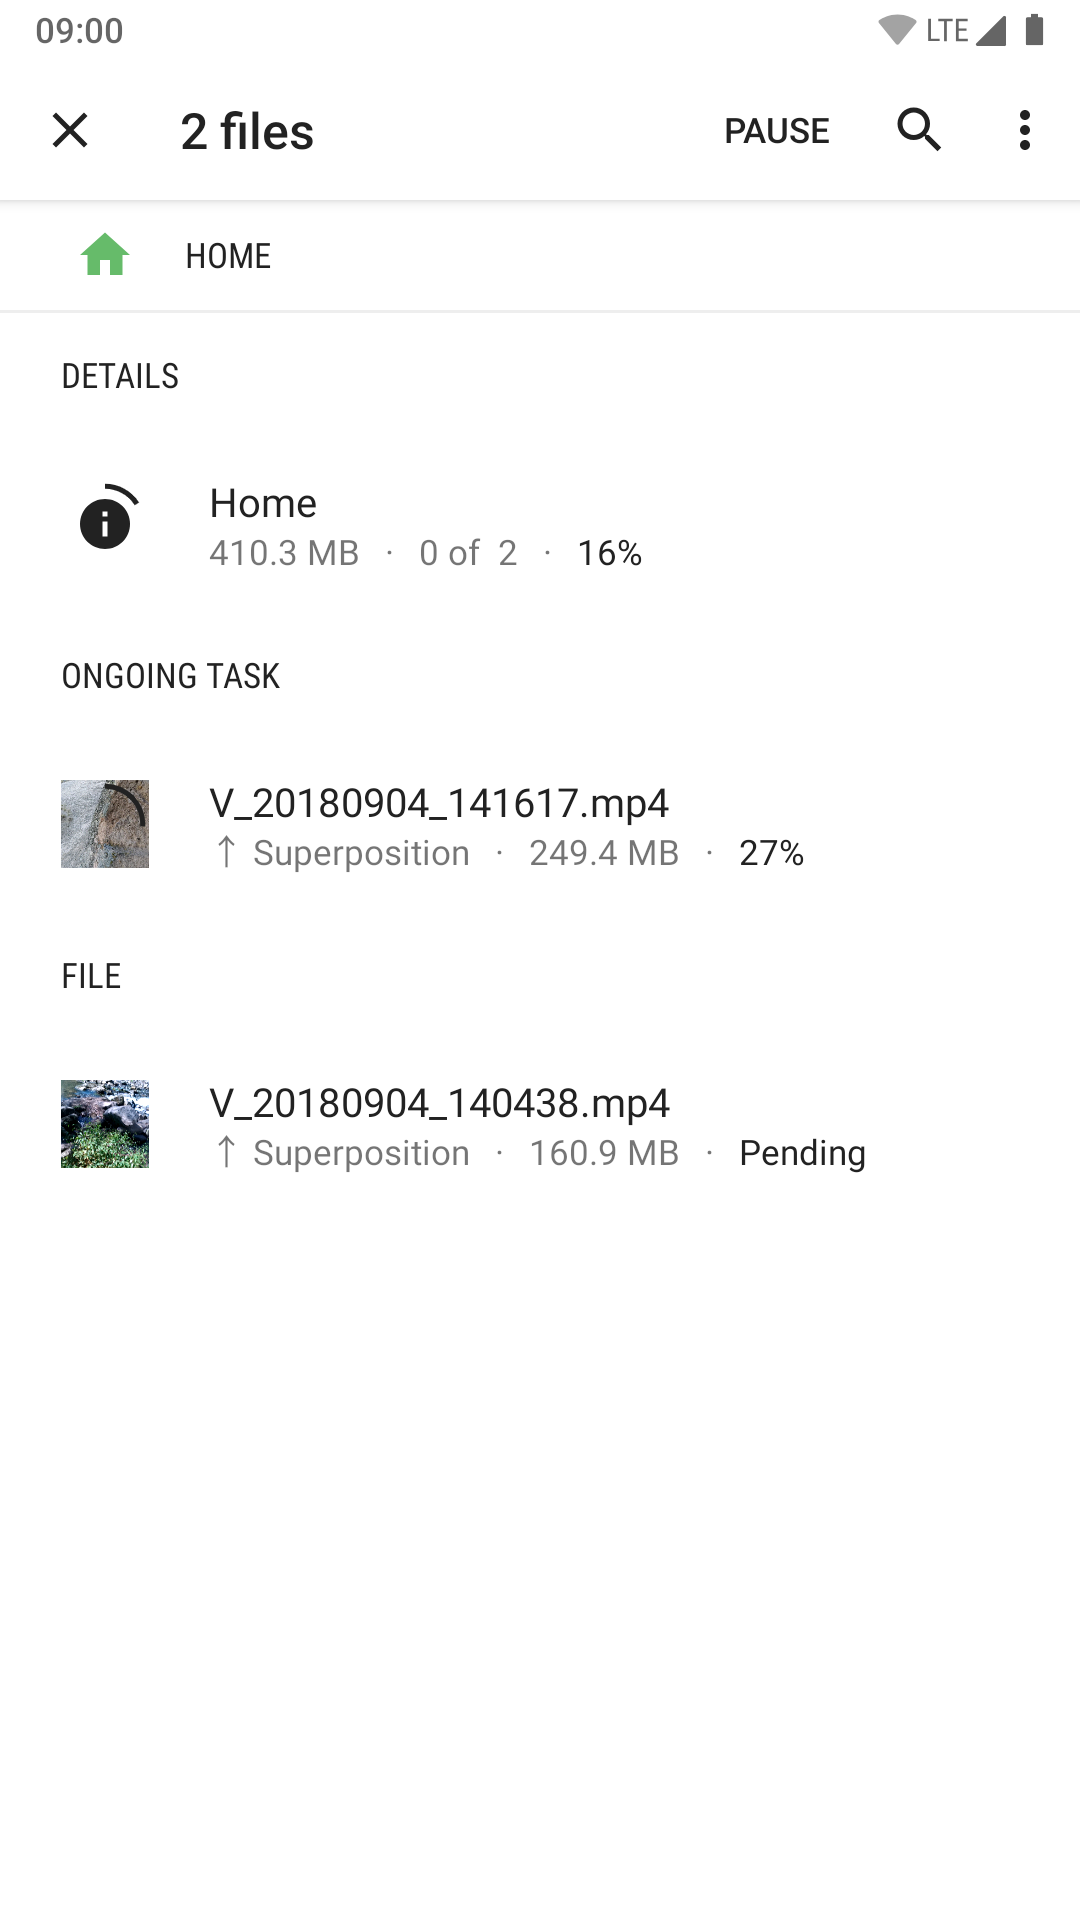 09:00 LTE
2 files PAUSE
HOME
DETAILS
Home
410.3 MB · 0 of 2 · 16%
ONGOING TASK
V_20180904_141617.mp4
↑ Superposition · 249.4 MB · 27%
FILE
V_20180904_140438.mp4
↑ Superposition · 160.9 MB · Pending